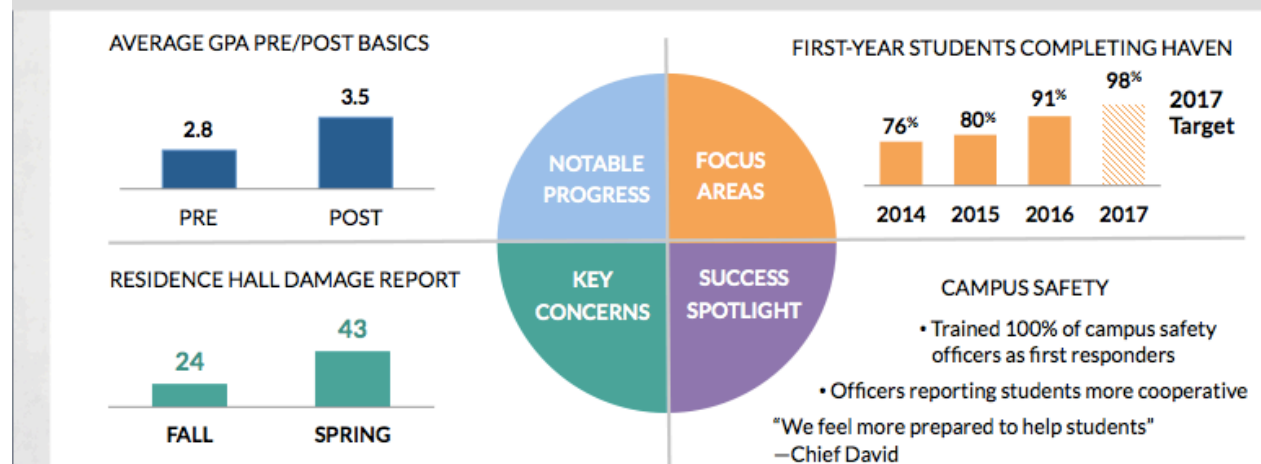 AVERAGE GPA PRE/POST BASICS
2.8
3.5
PRE
POST
NOTABLE
PROGRESS
FOCUS
AREAS
FIRST-YEAR STUDENTS COMPLETING HAVEN
76%
80%
91%
98%
2017
Target
2014
2015
2016
2017
RESIDENCE HALL DAMAGE REPORT
24
43
FALL
SPRING
KEY
CONCERNS
SUCCESS
SPOTLIGHT
CAMPUS SAFETY
• Trained 100% of campus safety
officers as first responders
• Officers reporting students more cooperative
“We feel more prepared to help students”
—Chief David